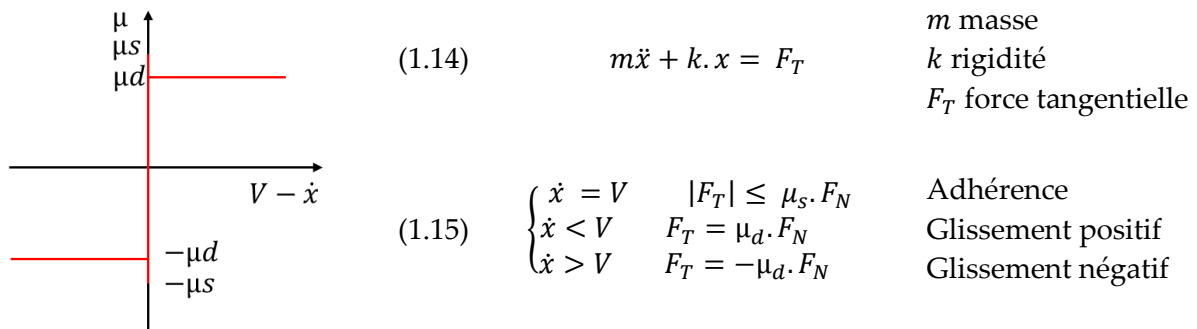 µ
µs
µd
V − ẋ
−µd
−µs
(1.14) mẍ + k. x = F_T
m masse
k rigidité
F_T force tangentielle
(1.15)
ẋ = V |F_T| ≤ μ_s. F_N Adhérence
ẋ < V F_T = µ_d. F_N Glissement positif
ẋ > V F_T = −µ_d. F_N Glissement négatif